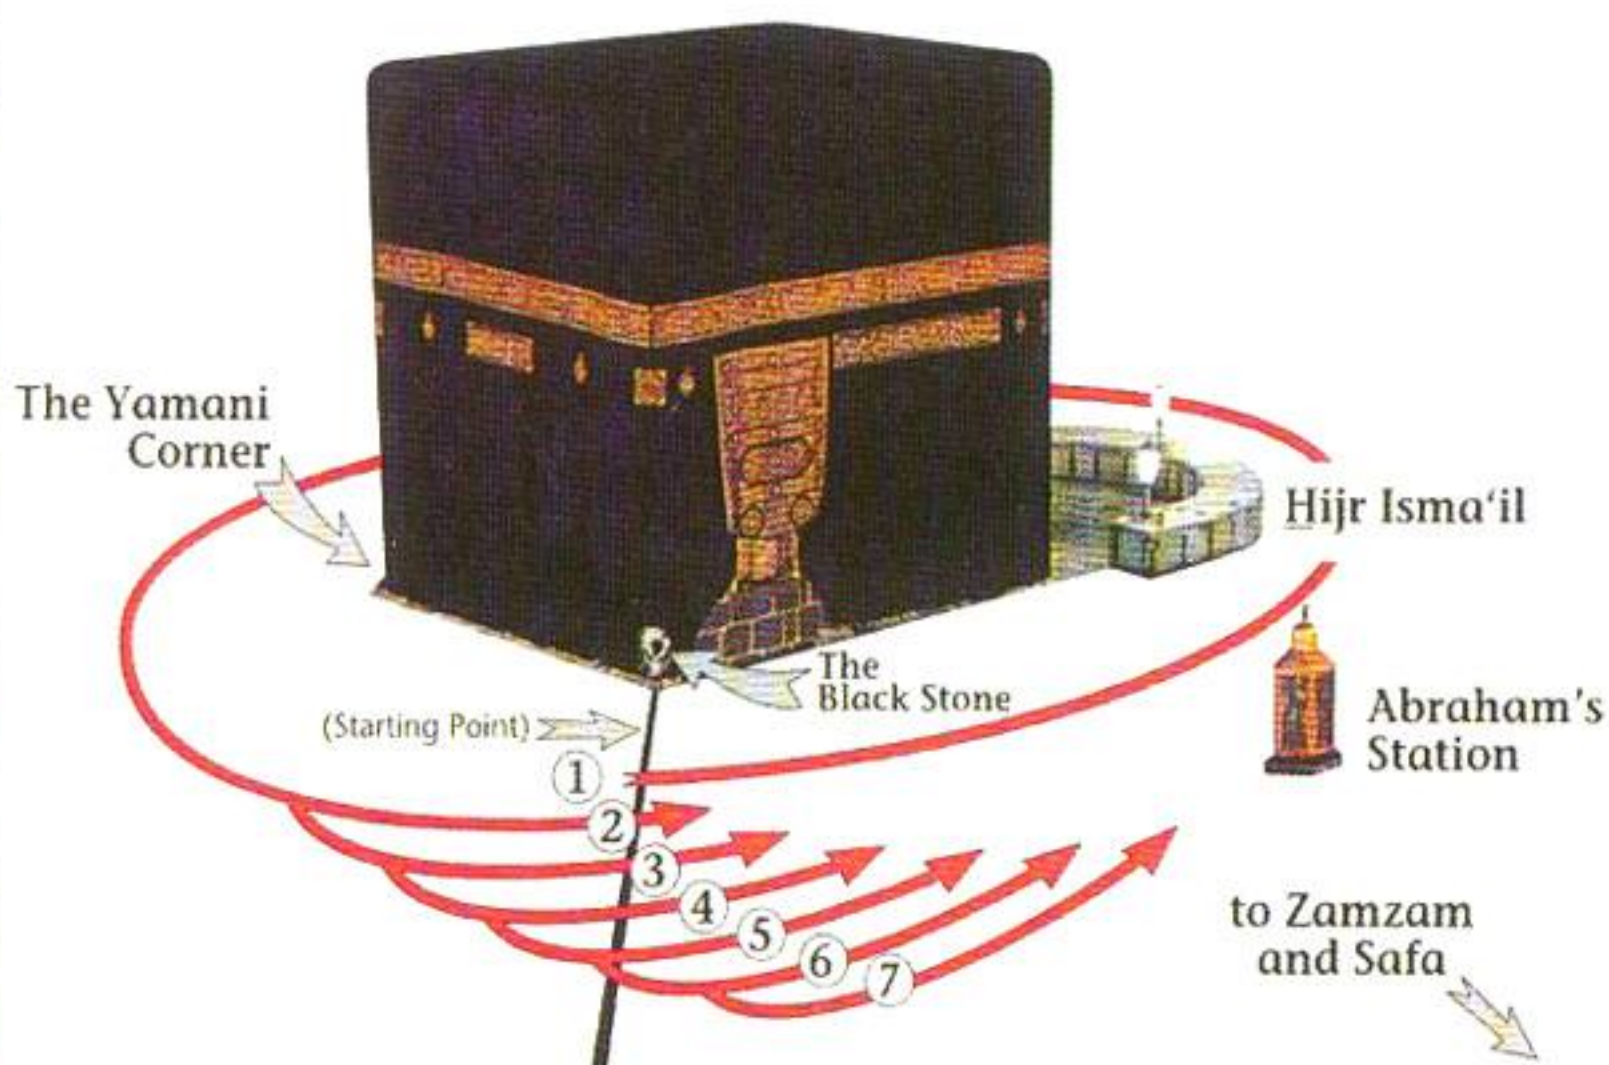 The Yamani
Corner
Hijr Isma‘il
The
Black Stone
(Starting Point)
Abraham's
Station
1
2
3
4
5
6
7
to Zamzam
and Safa